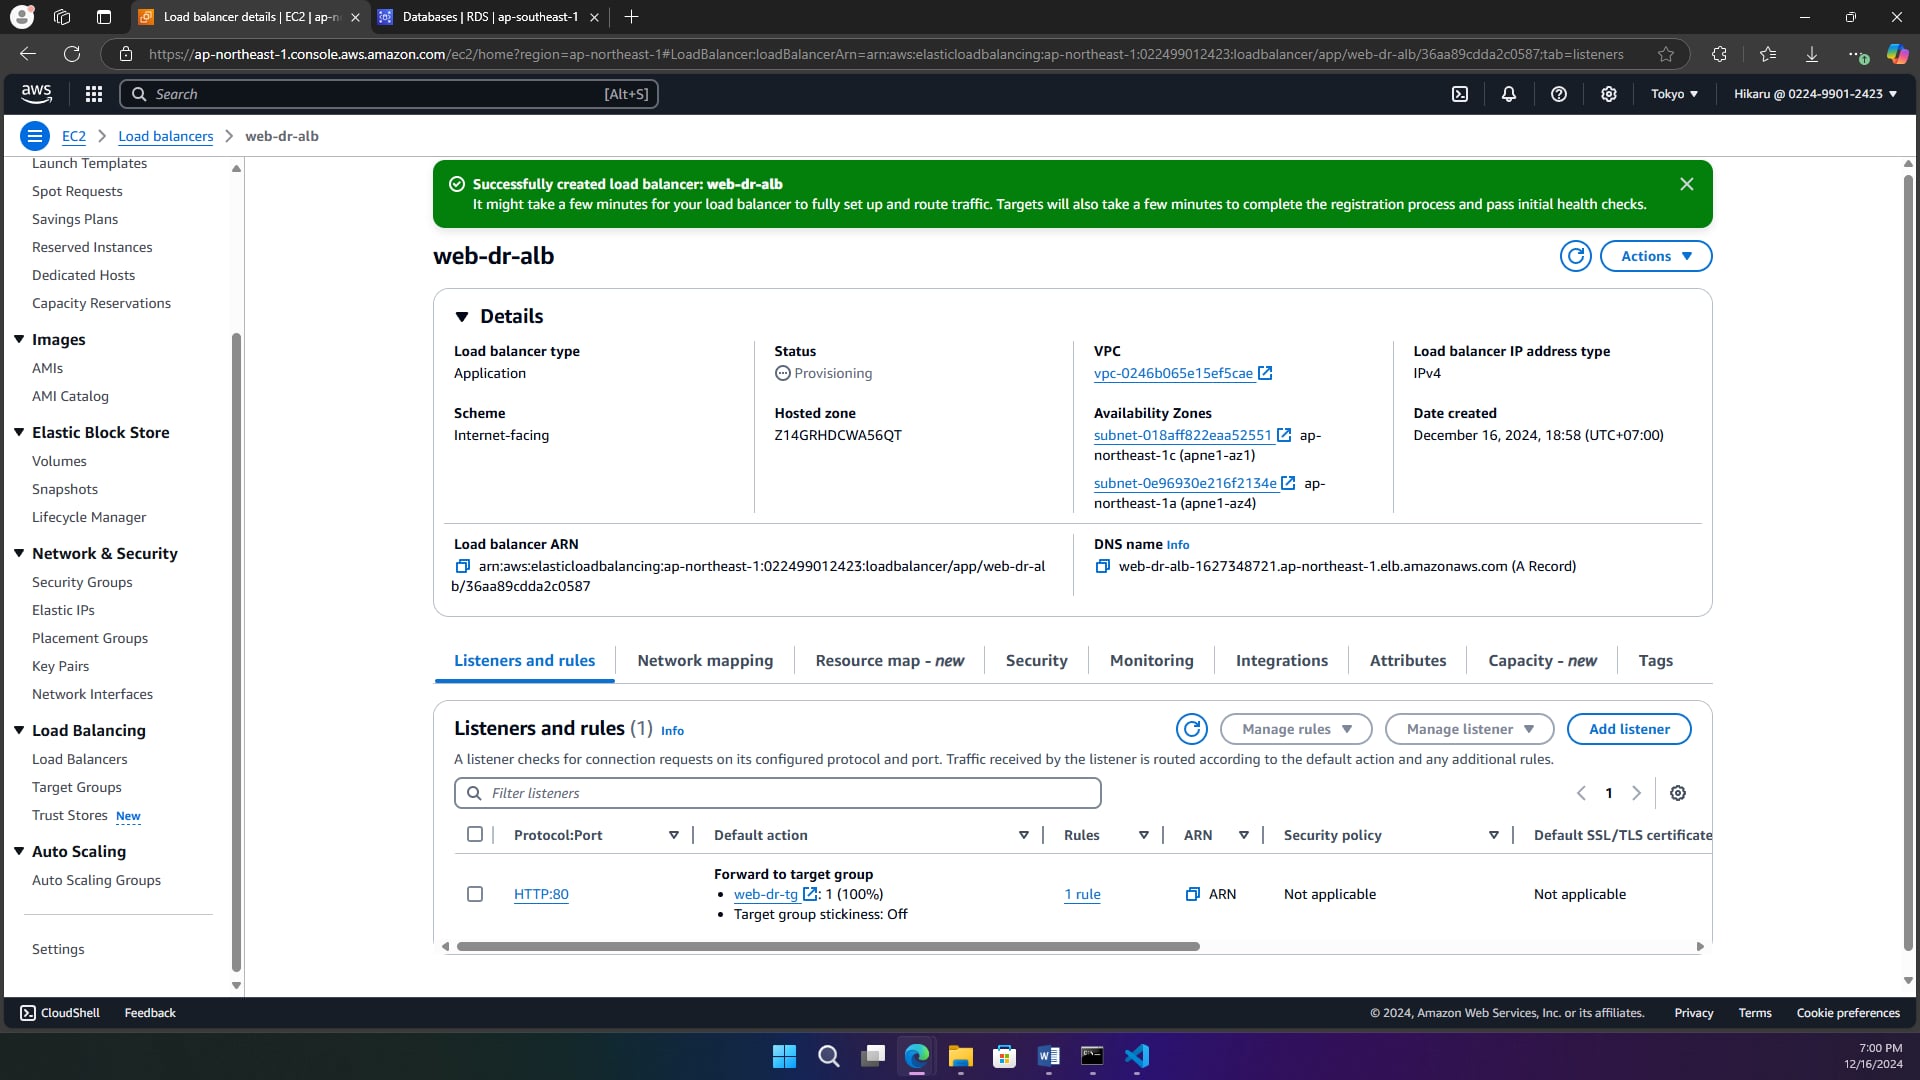 Load balancer details | EC2 | ap-n
Databases | RDS | ap-southeast-1
https://ap-northeast-1.console.aws.amazon.com/ec2/home?region=ap-northeast-1#LoadBalancer:loadBalancerArn=arn:aws:elasticloadbalancing:ap-northeast-1:022499012423:loadbalancer/app/web-dr-alb/36aa89cdda2c0587;tab=listeners
aws
Search
[Alt+S]
Tokyo
Hikaru @ 0224-9901-2423
EC2
Load balancers
web-dr-alb
Launch Templates
Spot Requests
Savings Plans
Reserved Instances
Dedicated Hosts
Capacity Reservations
Images
AMIs
AMI Catalog
Elastic Block Store
Volumes
Snapshots
Lifecycle Manager
Network & Security
Security Groups
Elastic IPs
Placement Groups
Key Pairs
Network Interfaces
Load Balancing
Load Balancers
Target Groups
Trust Stores New
Auto Scaling
Auto Scaling Groups
Settings
Successfully created load balancer: web-dr-alb
It might take a few minutes for your load balancer to fully set up and route traffic. Targets will also take a few minutes to complete the registration process and pass initial health checks.
web-dr-alb
Actions
Details
Load balancer type
Application
Status
Provisioning
VPC
vpc-0246b065e15ef5cae
Load balancer IP address type
IPv4
Scheme
Internet-facing
Hosted zone
Z14GRHDCWA56QT
Availability Zones
subnet-018aff822eaa52551 ap-
northeast-1c (apne1-az1)
subnet-0e96930e216f2134e ap-
northeast-1a (apne1-az4)
Date created
December 16, 2024, 18:58 (UTC+07:00)
Load balancer ARN
arn:aws:elasticloadbalancing:ap-northeast-1:022499012423:loadbalancer/app/web-dr-al
b/36aa89cdda2c0587
DNS name Info
web-dr-alb-1627348721.ap-northeast-1.elb.amazonaws.com (A Record)
Listeners and rules
Network mapping
Resource map - new
Security
Monitoring
Integrations
Attributes
Capacity - new
Tags
Listeners and rules (1) Info
Manage rules
Manage listener
Add listener
A listener checks for connection requests on its configured protocol and port. Traffic received by the listener is routed according to the default action and any additional rules.
Filter listeners
1
Protocol:Port
Default action
Rules
ARN
Security policy
Default SSL/TLS certificate
HTTP:80
Forward to target group
• web-dr-tg : 1 (100%)
• Target group stickiness: Off
1 rule
ARN
Not applicable
Not applicable
CloudShell
Feedback
© 2024, Amazon Web Services, Inc. or its affiliates.
Privacy
Terms
Cookie preferences
7:00 PM
12/16/2024